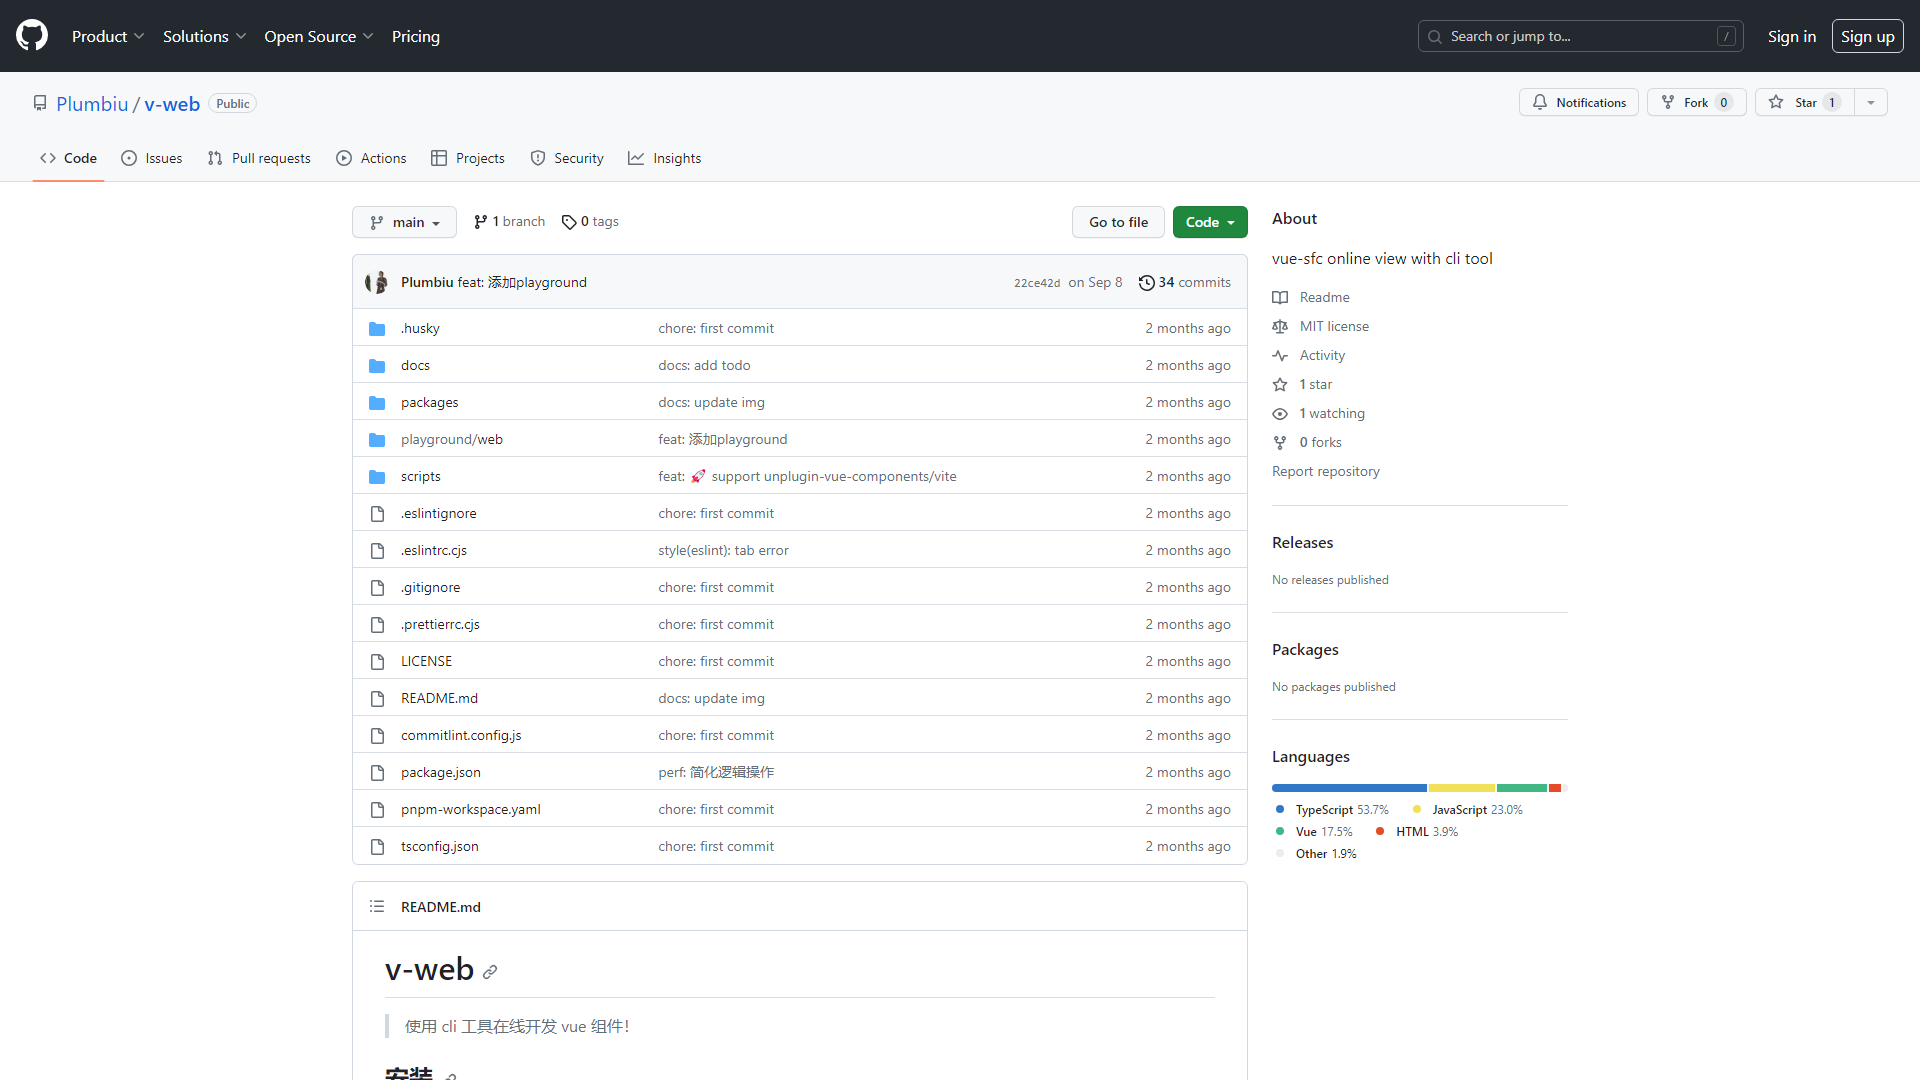 Product Solutions Open Source Pricing Search or jump to... / Sign in Sign up
Plumbiu / v-web Public Notifications Fork 0 Star 1
Code Issues Pull requests Actions Projects Security Insights
main 1 branch 0 tags Go to file Code
Plumbiu feat: 添加playground 22ce42d on Sep 8 34 commits
.husky chore: first commit 2 months ago
docs docs: add todo 2 months ago
packages docs: update img 2 months ago
playground/web feat: 添加playground 2 months ago
scripts feat: 🚀 support unplugin-vue-components/vite 2 months ago
.eslintignore chore: first commit 2 months ago
.eslintrc.cjs style(eslint): tab error 2 months ago
.gitignore chore: first commit 2 months ago
.prettierrc.cjs chore: first commit 2 months ago
LICENSE chore: first commit 2 months ago
README.md docs: update img 2 months ago
commitlint.config.js chore: first commit 2 months ago
package.json perf: 简化逻辑操作 2 months ago
pnpm-workspace.yaml chore: first commit 2 months ago
tsconfig.json chore: first commit 2 months ago
README.md
v-web
使用 cli 工具在线开发 vue 组件！
安装
About
vue-sfc online view with cli tool
Readme
MIT license
Activity
1 star
1 watching
0 forks
Report repository
Releases
No releases published
Packages
No packages published
Languages
TypeScript 53.7% JavaScript 23.0%
Vue 17.5% HTML 3.9%
Other 1.9%